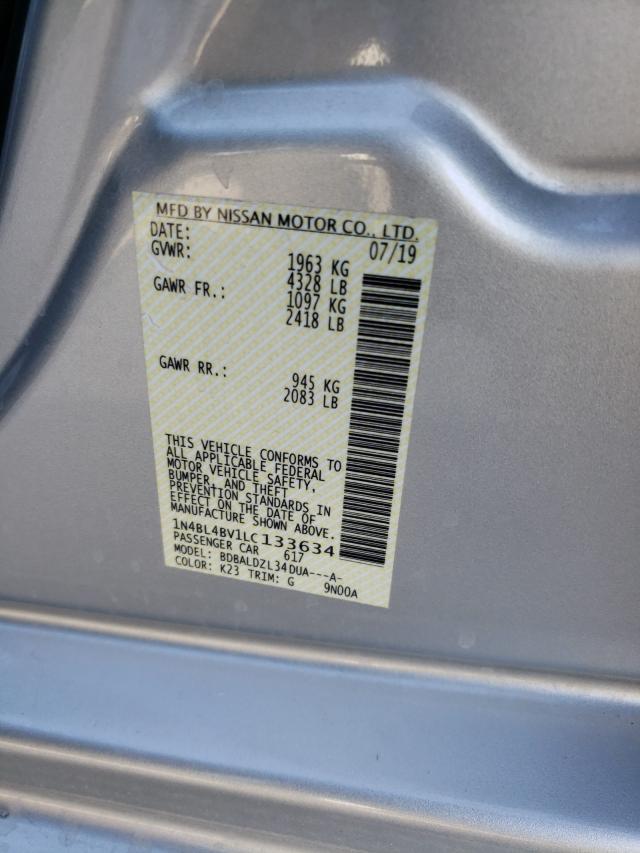 MFD BY NISSAN MOTOR CO., LTD.
DATE: 07/19
GVWR: 1963 KG
4328 LB
GAWR FR.: 1097 KG
2418 LB
GAWR RR.: 945 KG
2083 LB
THIS VEHICLE CONFORMS TO
ALL APPLICABLE FEDERAL
MOTOR VEHICLE SAFETY,
BUMPER, AND THEFT
PREVENTION STANDARDS IN
EFFECT ON THE DATE OF
MANUFACTURE SHOWN ABOVE.
1N4BL4BV1LC133634
PASSENGER CAR 617
MODEL: BDBALDZL34DUA---A-
COLOR: K23 TRIM: G 9N00A